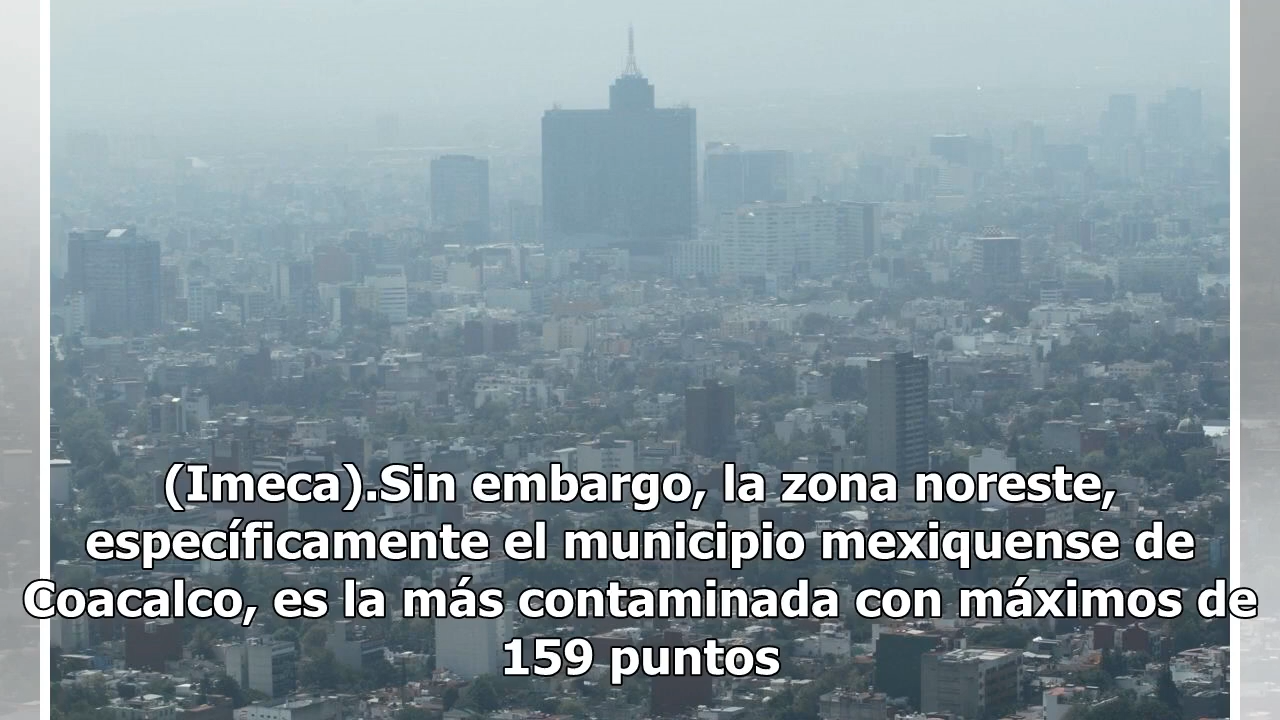 (Imeca).Sin embargo, la zona noreste,
específicamente el municipio mexiquense de
Coacalco, es la más contaminada con máximos de
159 puntos